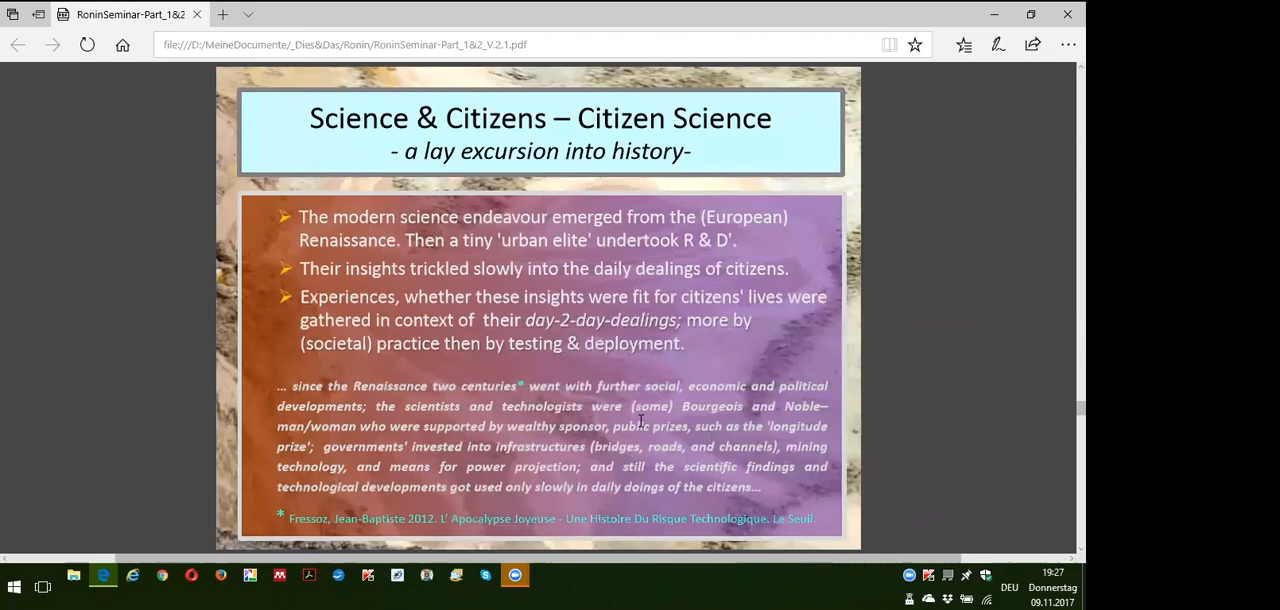 RoninSeminar-Part_1&2
file:///D:/MeineDocumente/_Dies&Das/Ronin/RoninSeminar-Part_1&2_V.2.1.pdf
Science & Citizens – Citizen Science
- a lay excursion into history-
The modern science endeavour emerged from the (European)
Renaissance. Then a tiny 'urban elite' undertook R & D'.
Their insights trickled slowly into the daily dealings of citizens.
Experiences, whether these insights were fit for citizens' lives were
gathered in context of their day-2-day-dealings; more by
(societal) practice then by testing & deployment.
... since the Renaissance two centuries* went with further social, economic and political
developments; the scientists and technologists were (some) Bourgeois and Noble–
man/woman who were supported by wealthy sponsor, public prizes, such as the 'longitude
prize'; governments' invested into infrastructures (bridges, roads, and channels), mining
technology, and means for power projection; and still the scientific findings and
technological developments got used only slowly in daily doings of the citizens...
* Fressoz, Jean-Baptiste 2012. L' Apocalypse Joyeuse - Une Histoire Du Risque Technologique. Le Seuil.
19:27
DEU Donnerstag
09.11.2017